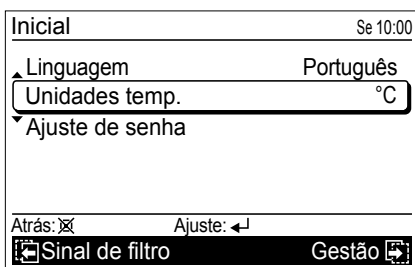 Inicial Se 10:00
Linguagem Português
Unidades temp. °C
Ajuste de senha
Atrás: Ajuste:
Sinal de filtro Gestão